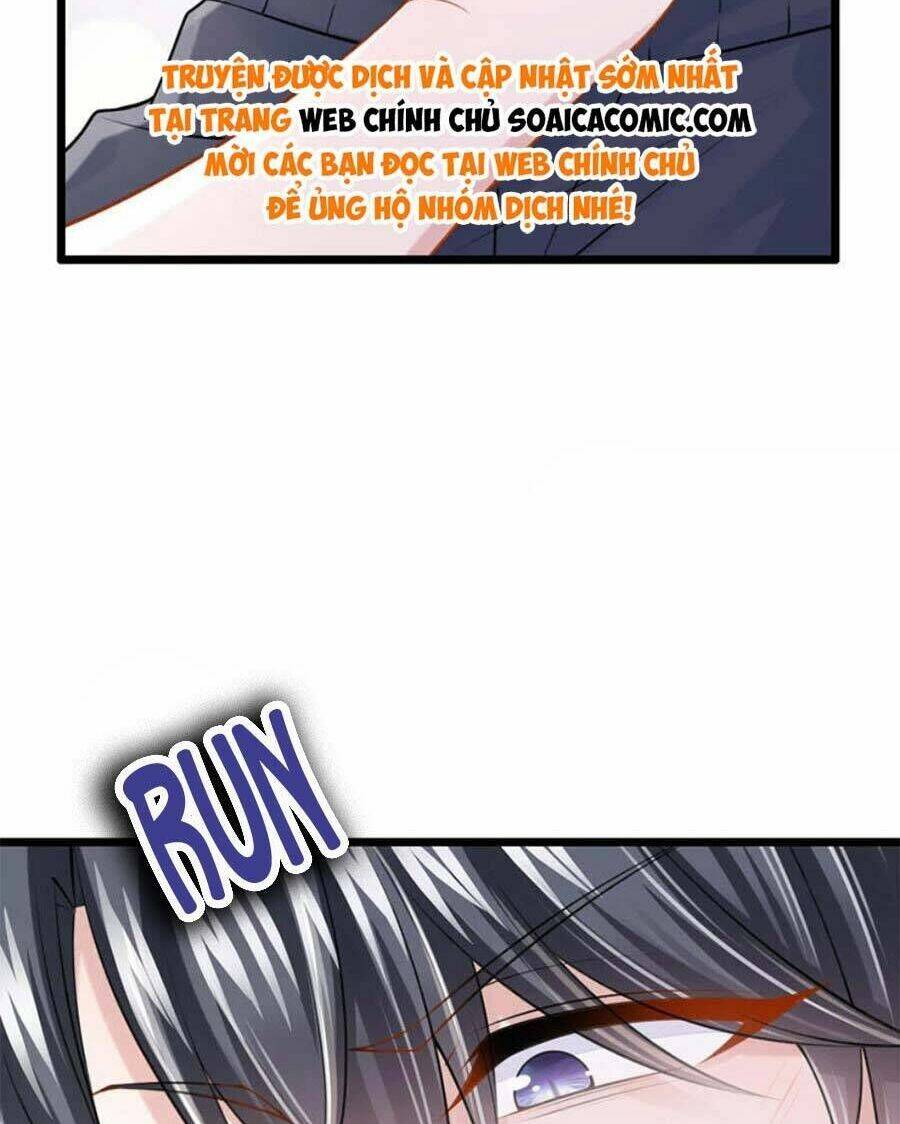 TRUYỆN ĐƯỢC DỊCH VÀ CẬP NHẬT SỚM NHẤT
TẠI TRANG WEB CHÍNH CHỦ SOAICACOMIC.COM
MỜI CÁC BẠN ĐỌC TẠI WEB CHÍNH CHỦ
ĐỂ ỦNG HỘ NHÓM DỊCH NHÉ!
RUN